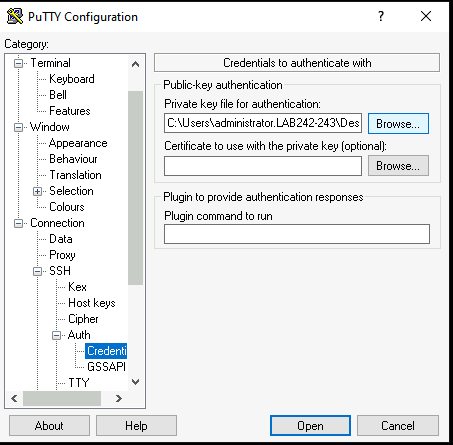 PuTTY Configuration
?
Category:
Terminal
Keyboard
Bell
Features
Window
Appearance
Behaviour
Translation
Selection
Colours
Connection
Data
Proxy
SSH
Kex
Host keys
Cipher
Auth
Credenti
GSSAPI
TTY
Credentials to authenticate with
Public-key authentication
Private key file for authentication:
C:\Users\administrator.LAB242-243\Des
Browse...
Certificate to use with the private key (optional):
Browse...
Plugin to provide authentication responses
Plugin command to run
About
Help
Open
Cancel